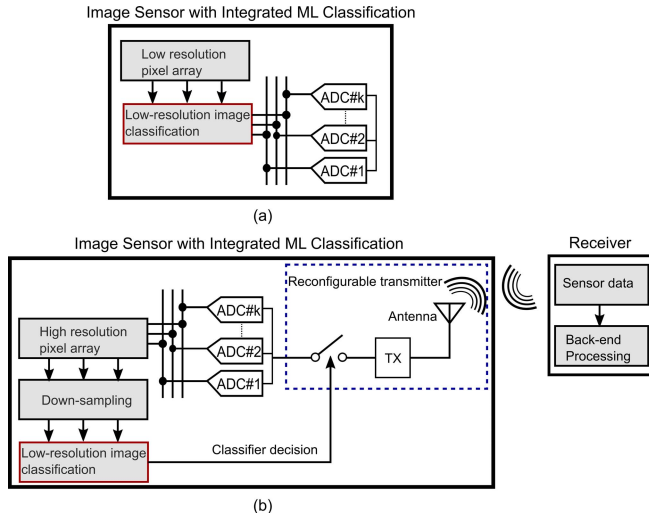 Image Sensor with Integrated ML Classification
Low resolution
pixel array
Low-resolution image
classification
ADC#k
ADC#2
ADC#1
(a)
Image Sensor with Integrated ML Classification
Receiver
Reconfigurable transmitter
Sensor data
Antenna
ADC#k
High resolution
pixel array
ADC#2
Back-end
Processing
TX
ADC#1
Down-sampling
Low-resolution image
classification
Classifier decision
(b)